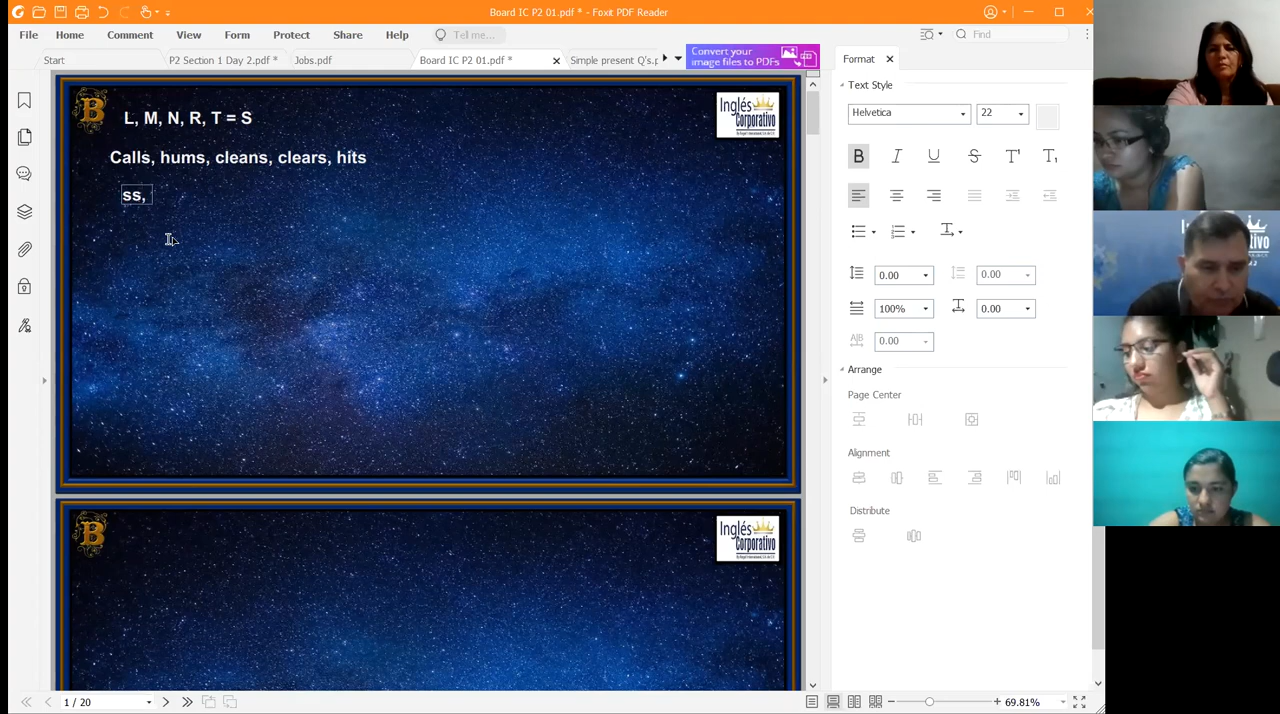 Board IC P2 01.pdf * - Foxit PDF Reader
File Home Comment View Form Protect Share Help Tell me... Find
Start P2 Section 1 Day 2.pdf * Jobs.pdf Board IC P2 01.pdf * Simple present Q's.p
Convert your
image files to PDFs
Format
Text Style
Helvetica 22
B I U S T' T,
0.00 0.00
100% 0.00
0.00
Arrange
Page Center
Alignment
Distribute
B
L, M, N, R, T = S
Calls, hums, cleans, clears, hits
ss,
Inglés
Corporativo
B
Inglés
Corporativo
1 / 20
69.81%